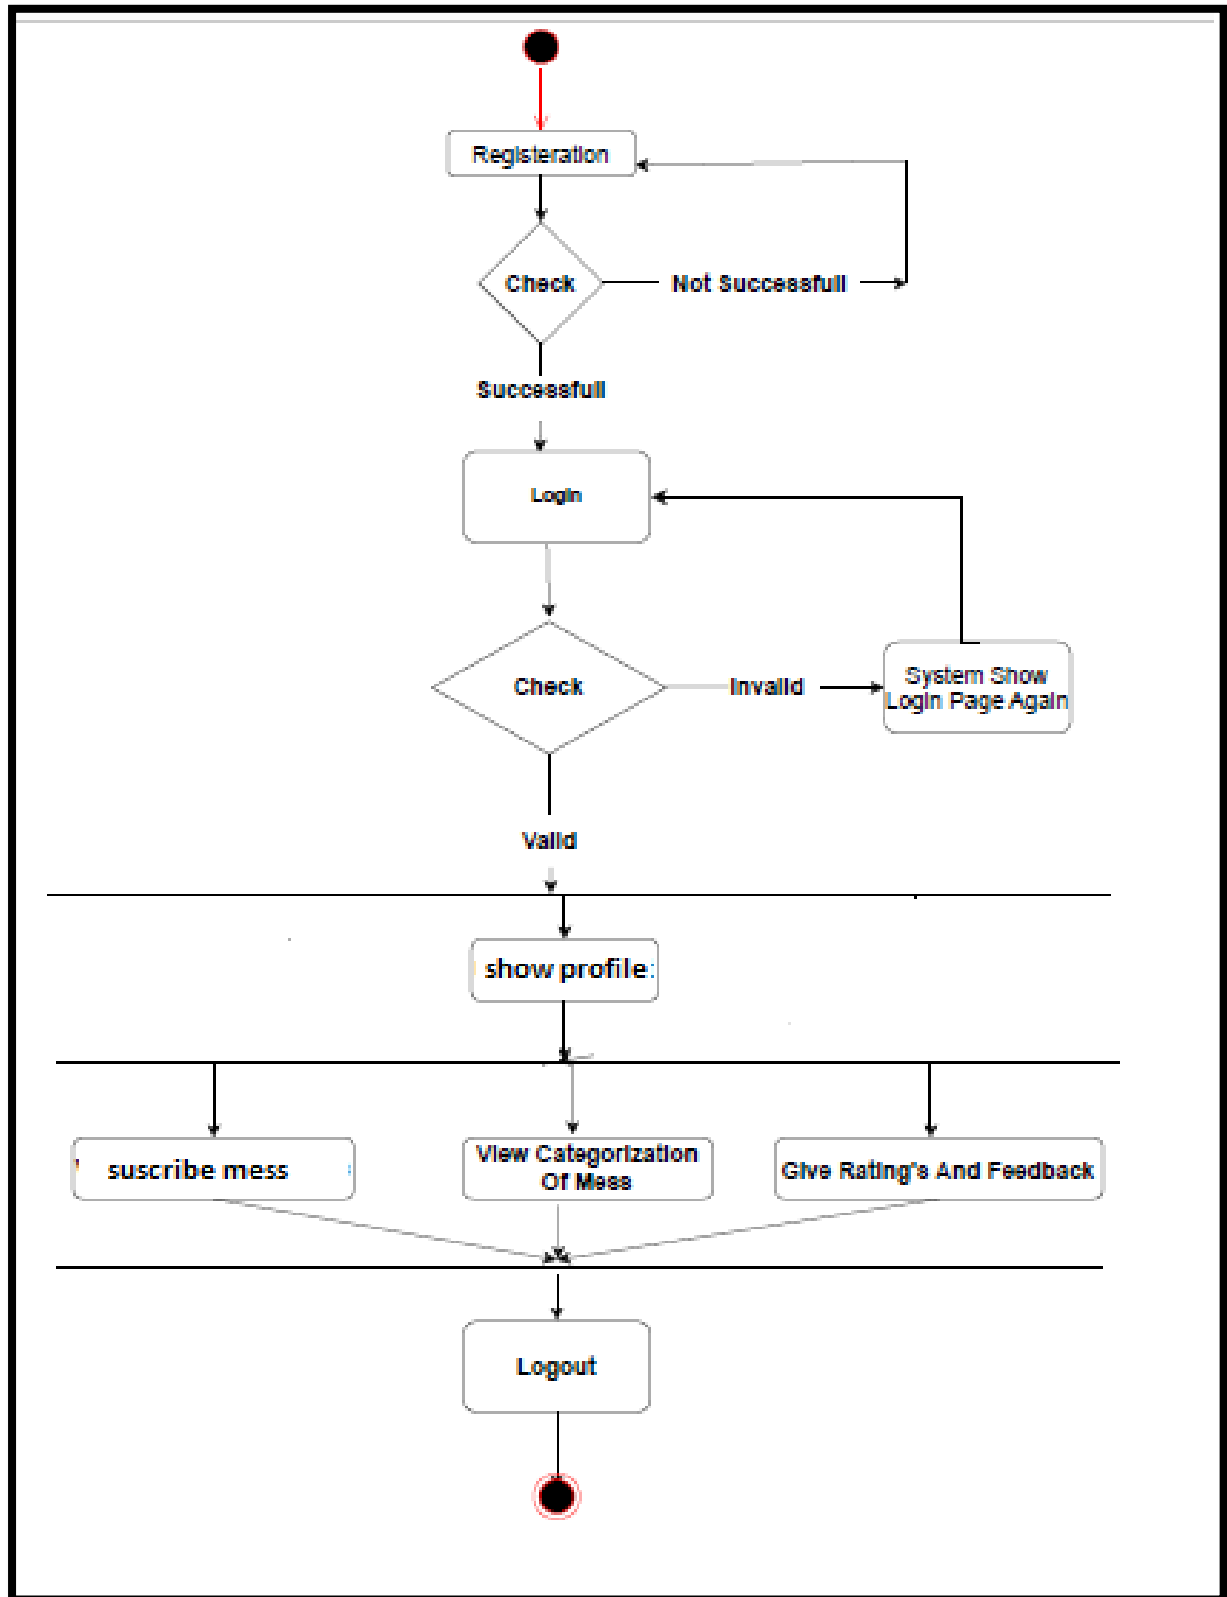 Registeration
Check
Not Successfull
Successfull
Login
Check
Invalid
System Show
Login Page Again
Valid
show profile:
suscribe mess
View Categorization
Of Mess
Give Rating's And Feedback
Logout